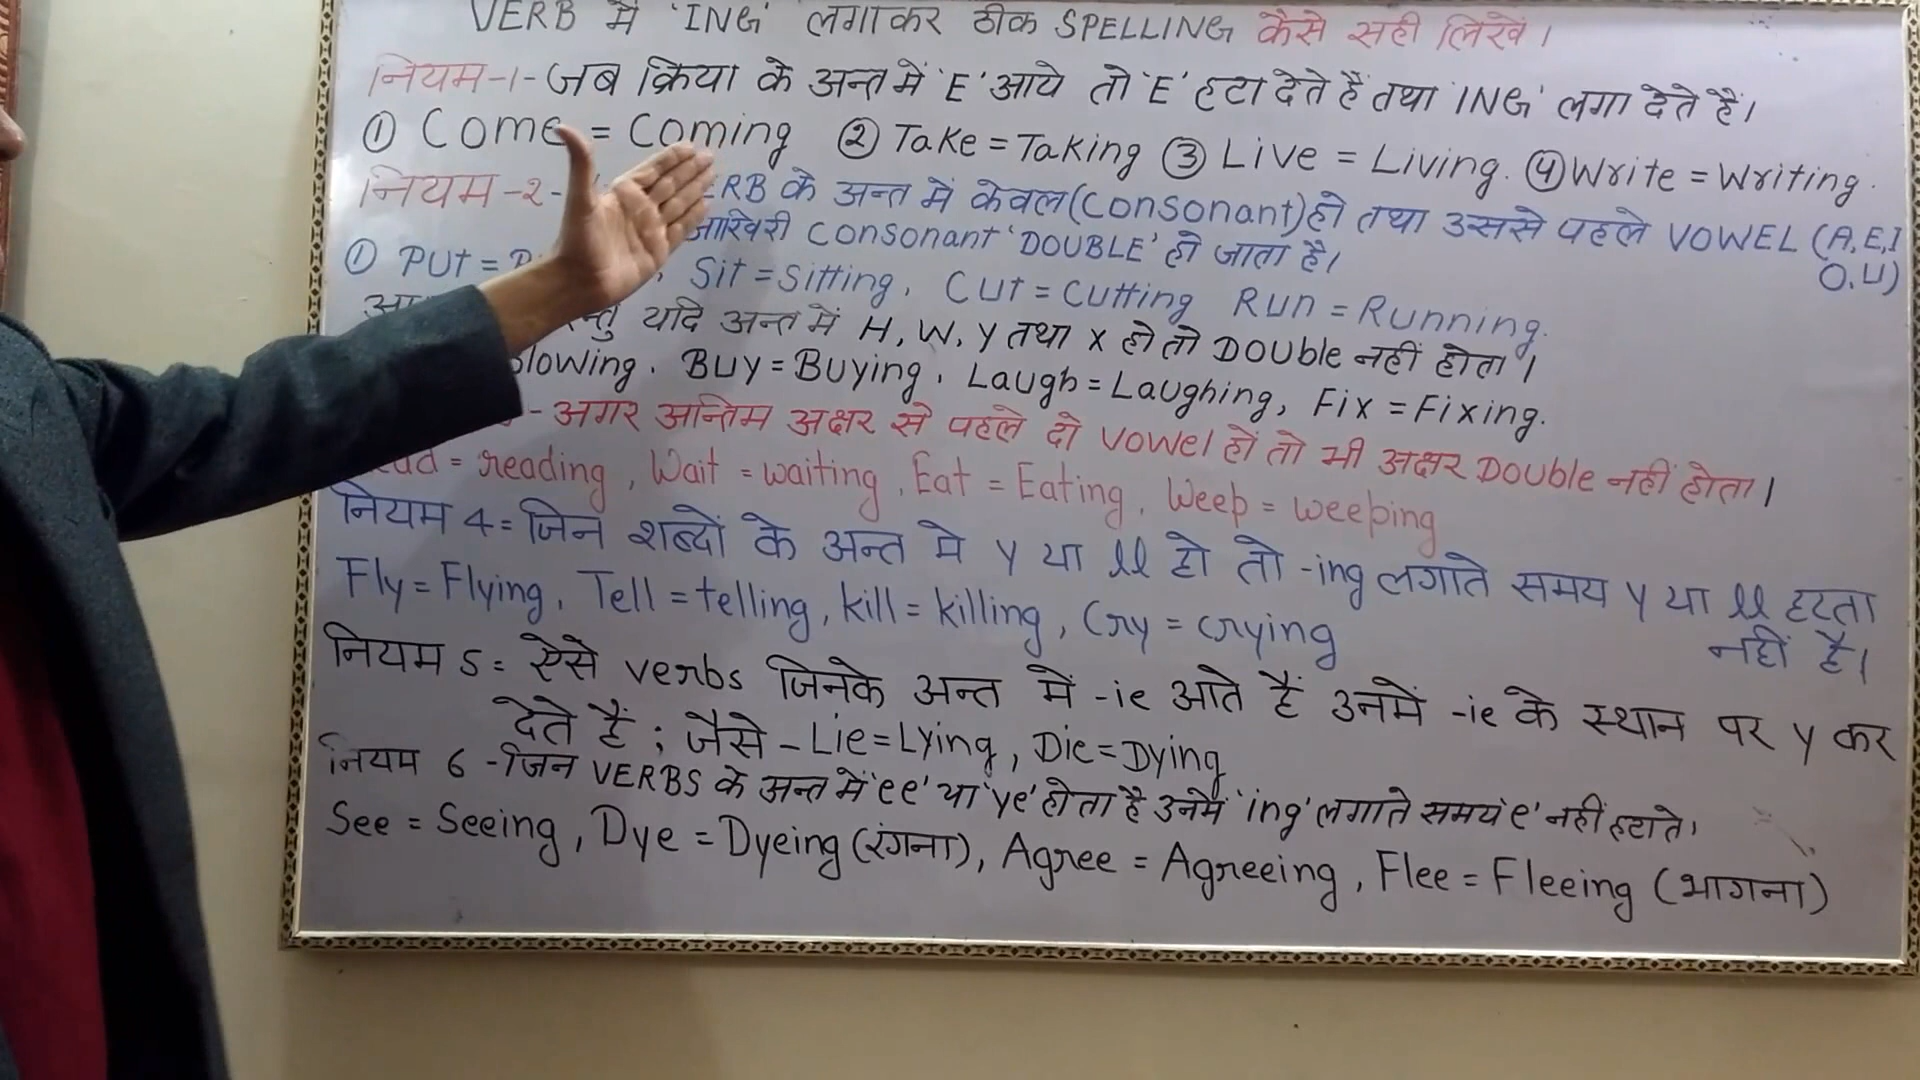 VERB में 'ING' लगाकर ठीक SPELLING कैसे सही लिखें।
नियम-1- जब क्रिया के अन्त में 'E' आये तो 'E' हटा देते हैं तथा 'ING' लगा देते हैं।
① Come = Coming ② Take = Taking ③ Live = Living. ④ Write = Writing.
नियम-2- के अन्त में केवल (Consonant) हो तथा उससे पहले VOWEL (A,E,I
O,U)
Consonant 'DOUBLE' हो जाता है।
① Put = Sit = Sitting, Cut = Cutting Run = Running.
यदि अन्त में H, W, Y तथा X हो तो Double नहीं होता।
Buy = Buying, Laugh = Laughing, Fix = Fixing.
- अगर अन्तिम अक्षर से पहले दो Vowel हों तो भी अक्षर Double नहीं होता।
= reading, Wait = waiting, Eat = Eating, Weep = weeping
नियम 4 = जिन शब्दों के अन्त मे y या ll हो तो -ing लगाते समय y या ll हटता
नहीं है।
Fly = Flying, Tell = telling, kill = killing, Cry = crying
नियम 5 = ऐसे verbs जिनके अन्त में -ie आते हैं उनमें -ie के स्थान पर y कर
देते हैं ; जैसे - Lie = Lying, Die = Dying
नियम 6 - जिन VERBS के अन्त में 'ee' या 'ye' होता है उनमें 'ing' लगाते समय 'e' नहीं हटाते।
See = Seeing, Dye = Dyeing (रंगना), Agree = Agreeing, Flee = Fleeing (भागना)